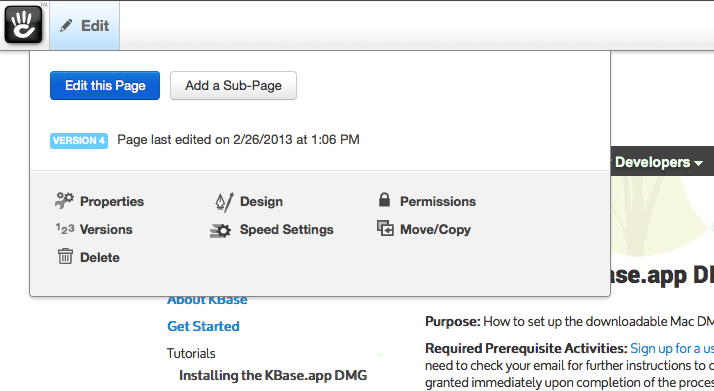 Edit
Edit this Page
Add a Sub-Page
VERSION 4 Page last edited on 2/26/2013 at 1:06 PM
Developers
Properties
Design
Permissions
123 Versions
Speed Settings
Move/Copy
Delete
ase.app DM
About KBase
Get Started
Purpose: How to set up the downloadable Mac DM
Tutorials
Required Prerequisite Activities: Sign up for a us
Installing the KBase.app DMG
need to check your email for further instructions to c
granted immediately upon completion of the proces